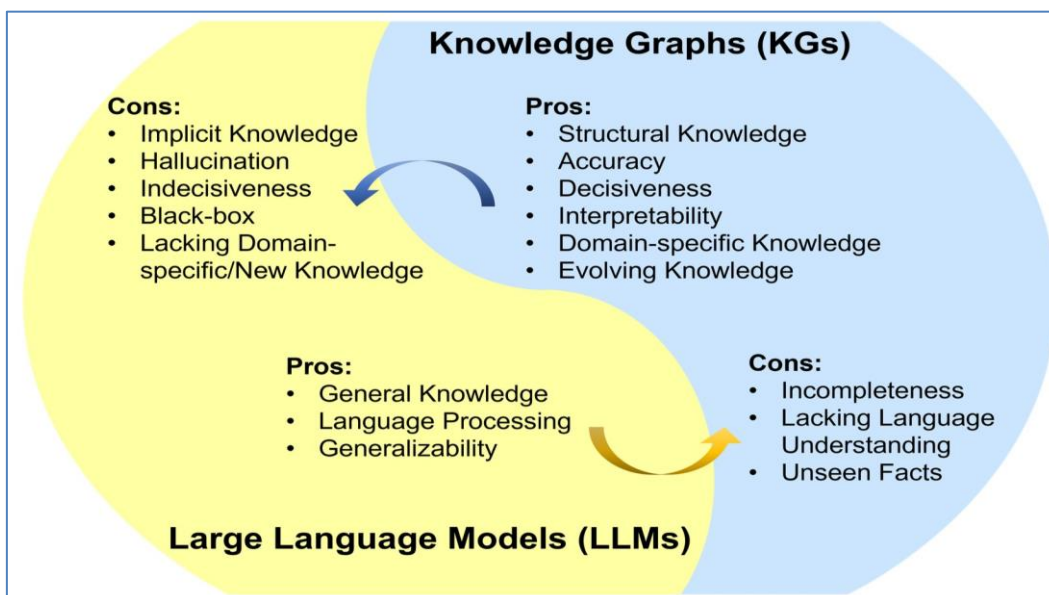 Knowledge Graphs (KGs)
Cons:
• Implicit Knowledge
• Hallucination
• Indecisiveness
• Black-box
• Lacking Domain-
specific/New Knowledge
Pros:
• Structural Knowledge
• Accuracy
• Decisiveness
• Interpretability
• Domain-specific Knowledge
• Evolving Knowledge
Pros:
• General Knowledge
• Language Processing
• Generalizability
Cons:
• Incompleteness
• Lacking Language
Understanding
• Unseen Facts
Large Language Models (LLMs)